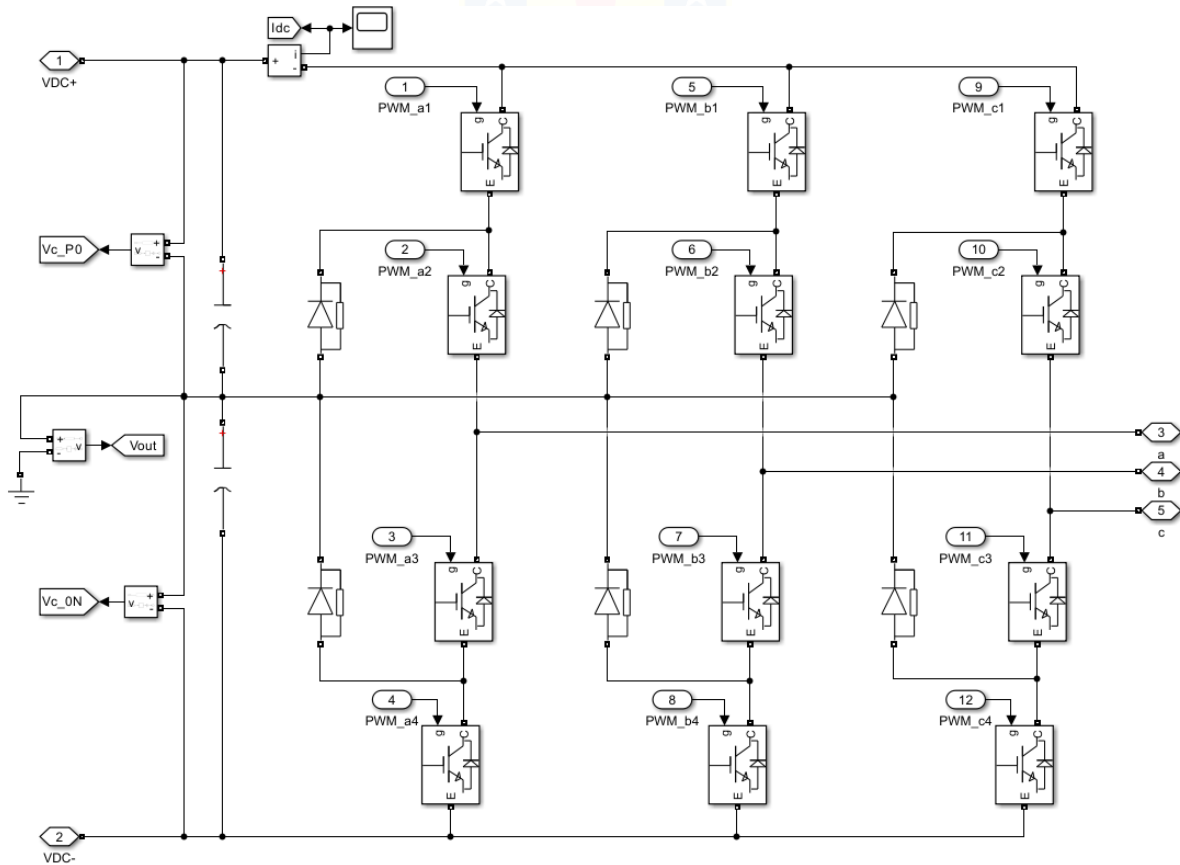 Idc
i
+
-
1
VDC+
1
PWM_a1
5
PWM_b1
9
PWM_c1
g
C
E
g
C
E
g
C
E
Vc_P0
v
+
-
2
PWM_a2
6
PWM_b2
10
PWM_c2
g
C
E
g
C
E
g
C
E
+
-
v
Vout
3
a
4
b
5
c
3
PWM_a3
7
PWM_b3
11
PWM_c3
g
C
E
g
C
E
g
C
E
Vc_0N
v
+
-
4
PWM_a4
8
PWM_b4
12
PWM_c4
g
C
E
g
C
E
g
C
E
2
VDC-